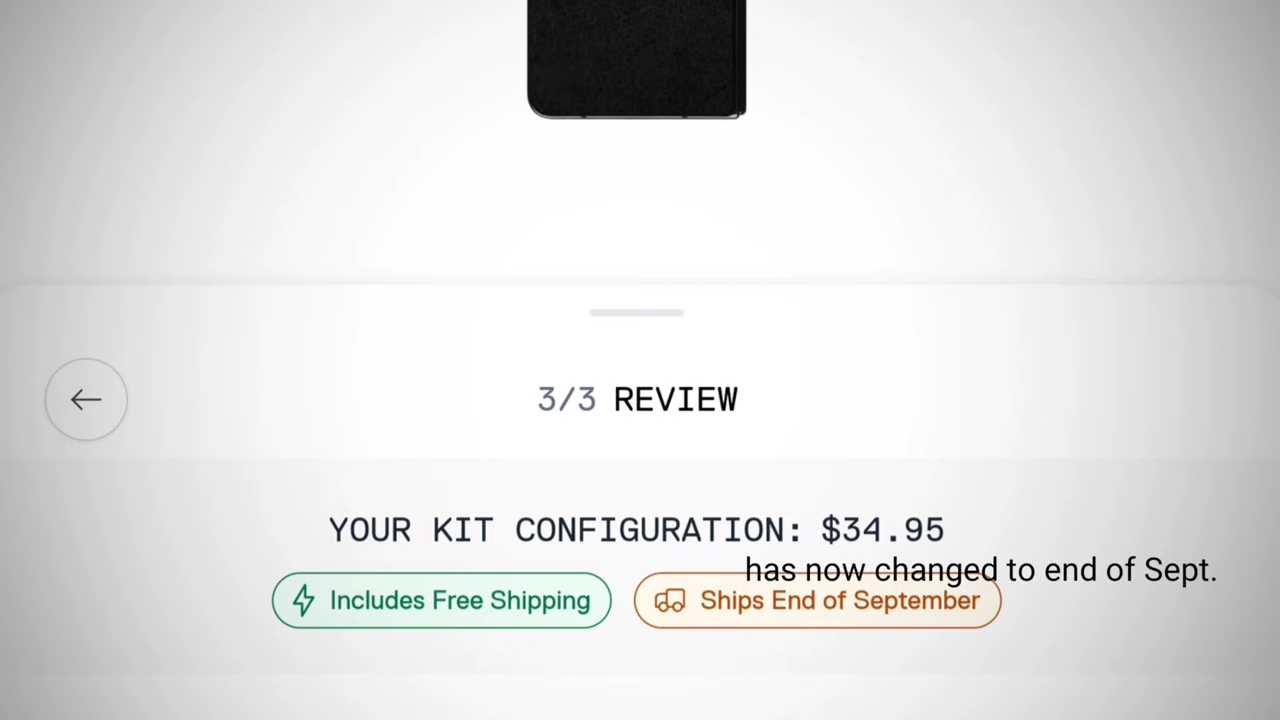 3/3 REVIEW
YOUR KIT CONFIGURATION: $34.95
has now changed to end of Sept.
Includes Free Shipping
Ships End of September